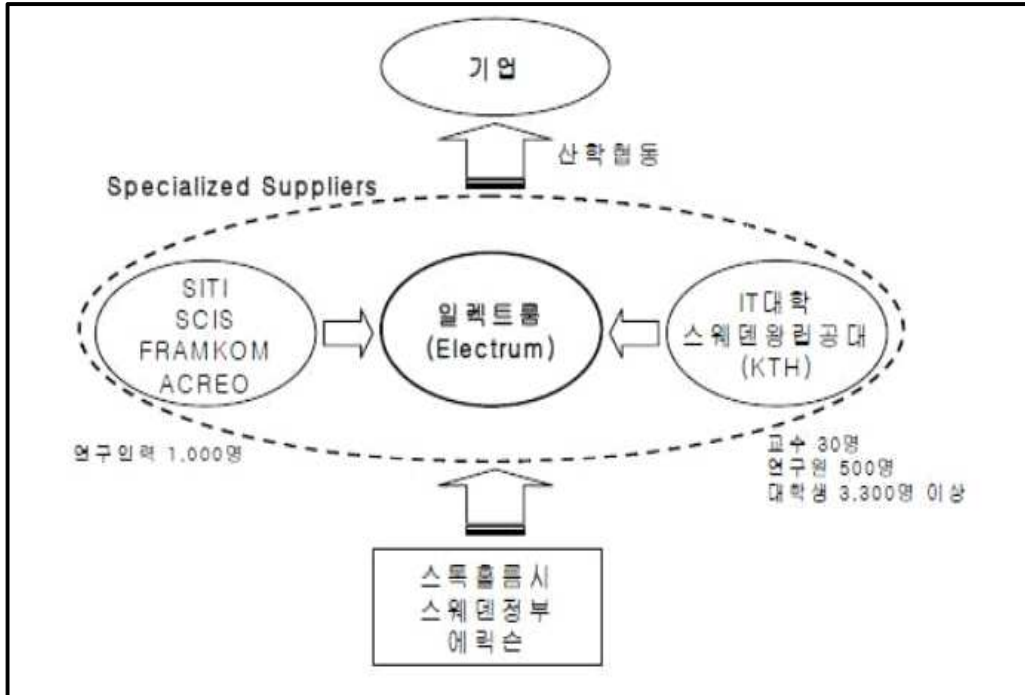 기업
산학협동
Specialized Suppliers
SITI
SCIS
FRAMKOM
ACREO
일렉트룸
(Electrum)
IT대학
스웨덴왕립공대
(KTH)
연구인력 1,000명
교수 30명
연구원 500명
대학생 3,300명 이상
스톡홀름시
스웨덴정부
에릭슨